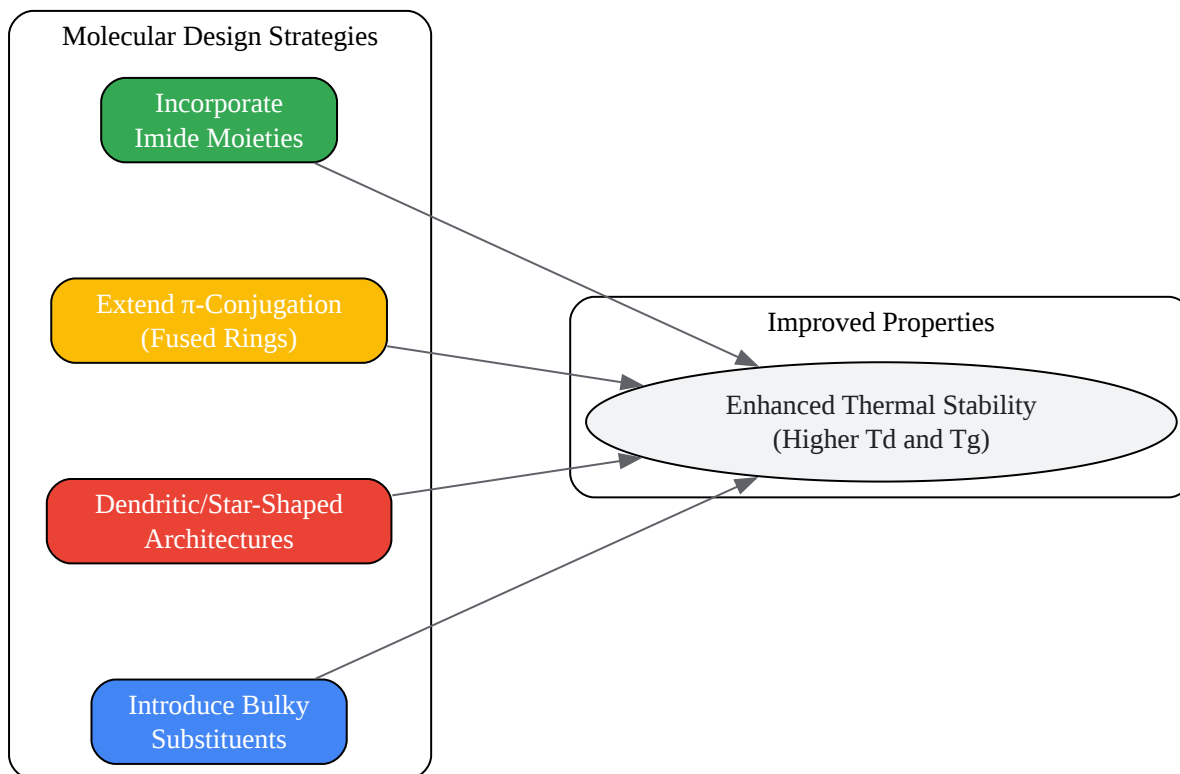 Molecular Design Strategies
Incorporate
Imide Moieties
Extend π-Conjugation
(Fused Rings)
Dendritic/Star-Shaped
Architectures
Introduce Bulky
Substituents
Improved Properties
Enhanced Thermal Stability
(Higher Td and Tg)